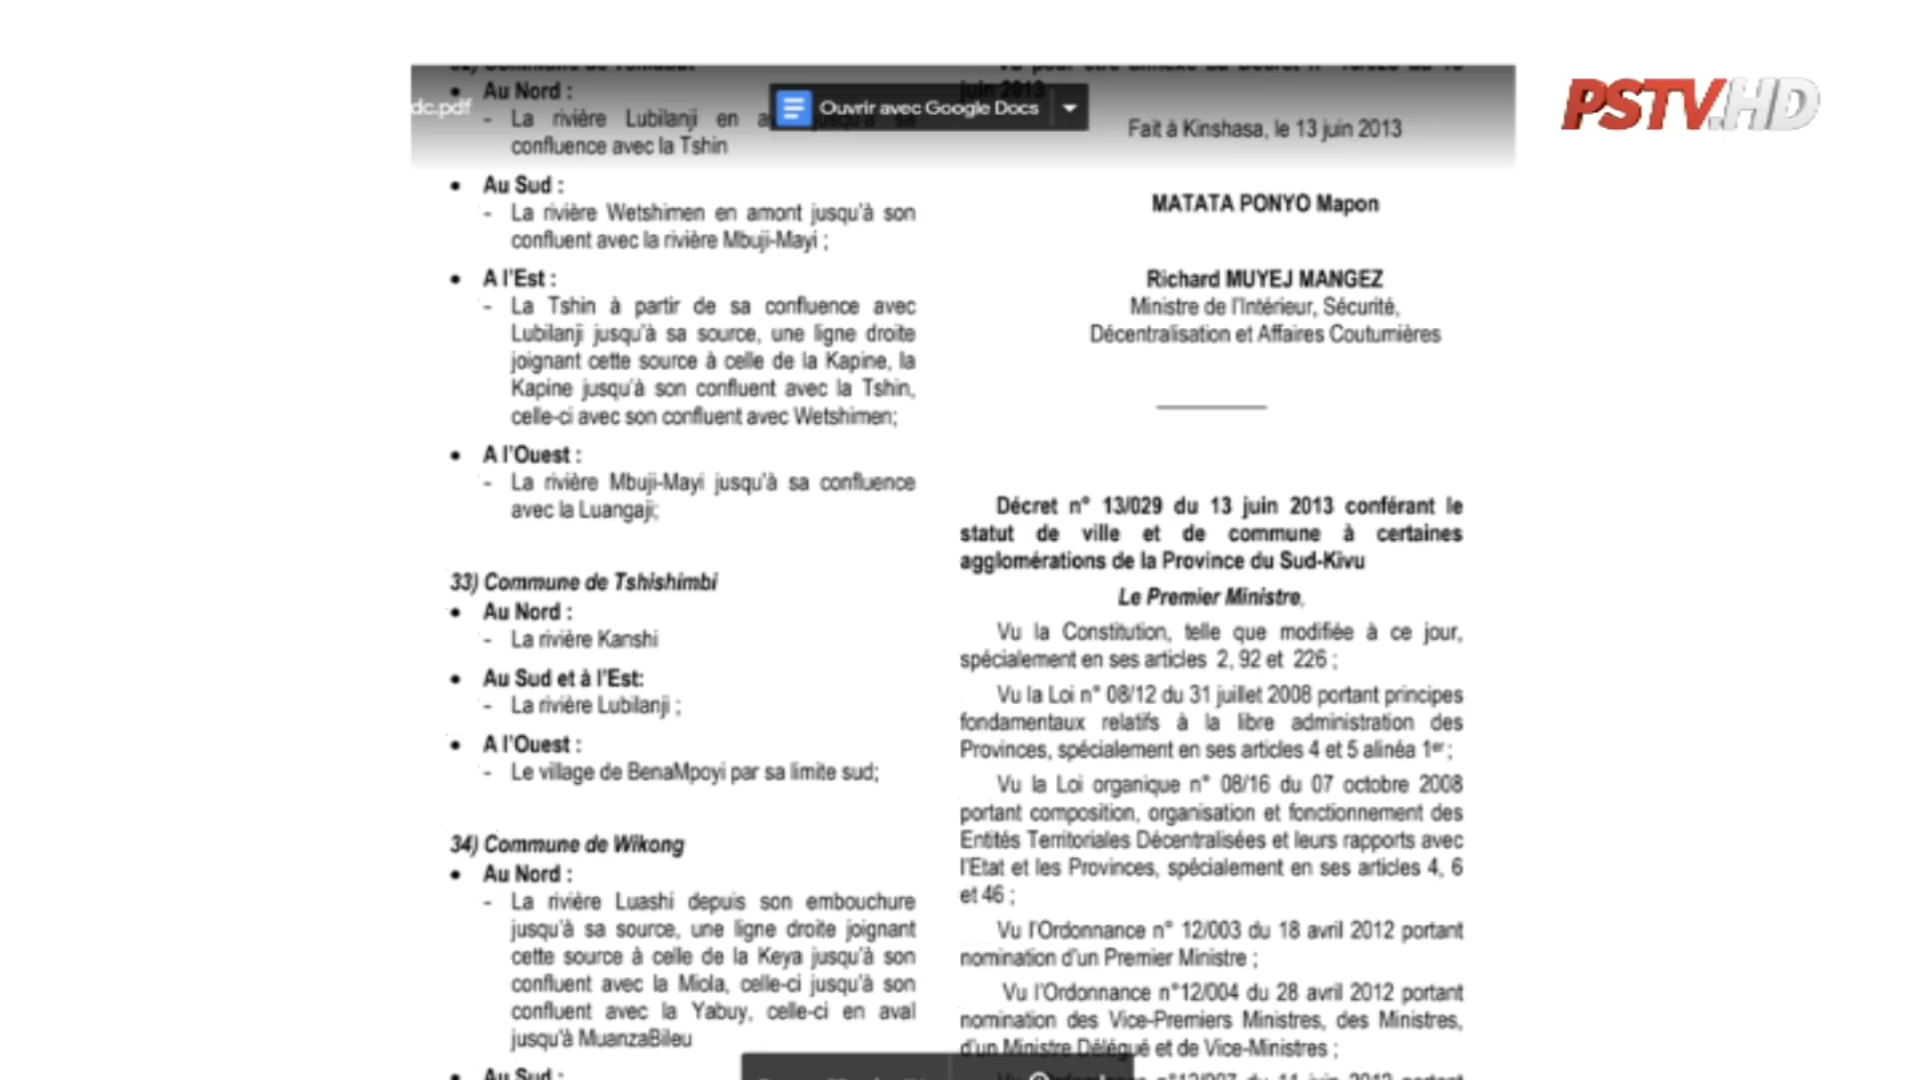 dc.pdf
Ouvrir avec Google Docs
PSTV.HD
• Au Nord :
- La rivière Lubilanji en
confluence avec la Tshin
• Au Sud :
- La rivière Wetshimen en amont jusqu'à son
confluent avec la rivière Mbuji-Mayi ;
• A l'Est :
- La Tshin à partir de sa confluence avec
Lubilanji jusqu'à sa source, une ligne droite
joignant cette source à celle de la Kapine, la
Kapine jusqu'à son confluent avec la Tshin,
celle-ci avec son confluent avec Wetshimen;
• A l'Ouest :
- La rivière Mbuji-Mayi jusqu'à sa confluence
avec la Luangaji;
33) Commune de Tshishimbi
• Au Nord :
- La rivière Kanshi
• Au Sud et à l'Est:
- La rivière Lubilanji ;
• A l'Ouest :
- Le village de BenaMpoyi par sa limite sud;
34) Commune de Wikong
• Au Nord :
- La rivière Luashi depuis son embouchure
jusqu'à sa source, une ligne droite joignant
cette source à celle de la Keya jusqu'à son
confluent avec la Miola, celle-ci jusqu'à son
confluent avec la Yabuy, celle-ci en aval
jusqu'à MuanzaBileu
• Au Sud :
juin 2013
Fait à Kinshasa, le 13 juin 2013
MATATA PONYO Mapon
Richard MUYEJ MANGEZ
Ministre de l'Intérieur, Sécurité,
Décentralisation et Affaires Coutumières
Décret n° 13/029 du 13 juin 2013 conférant le
statut de ville et de commune à certaines
agglomérations de la Province du Sud-Kivu
Le Premier Ministre,
Vu la Constitution, telle que modifiée à ce jour,
spécialement en ses articles 2, 92 et 226 ;
Vu la Loi n° 08/12 du 31 juillet 2008 portant principes
fondamentaux relatifs à la libre administration des
Provinces, spécialement en ses articles 4 et 5 alinéa 1er ;
Vu la Loi organique n° 08/16 du 07 octobre 2008
portant composition, organisation et fonctionnement des
Entités Territoriales Décentralisées et leurs rapports avec
l'Etat et les Provinces, spécialement en ses articles 4, 6
et 46 ;
Vu l'Ordonnance n° 12/003 du 18 avril 2012 portant
nomination d'un Premier Ministre ;
Vu l'Ordonnance n°12/004 du 28 avril 2012 portant
nomination des Vice-Premiers Ministres, des Ministres,
d'un Ministre Délégué et de Vice-Ministres ;